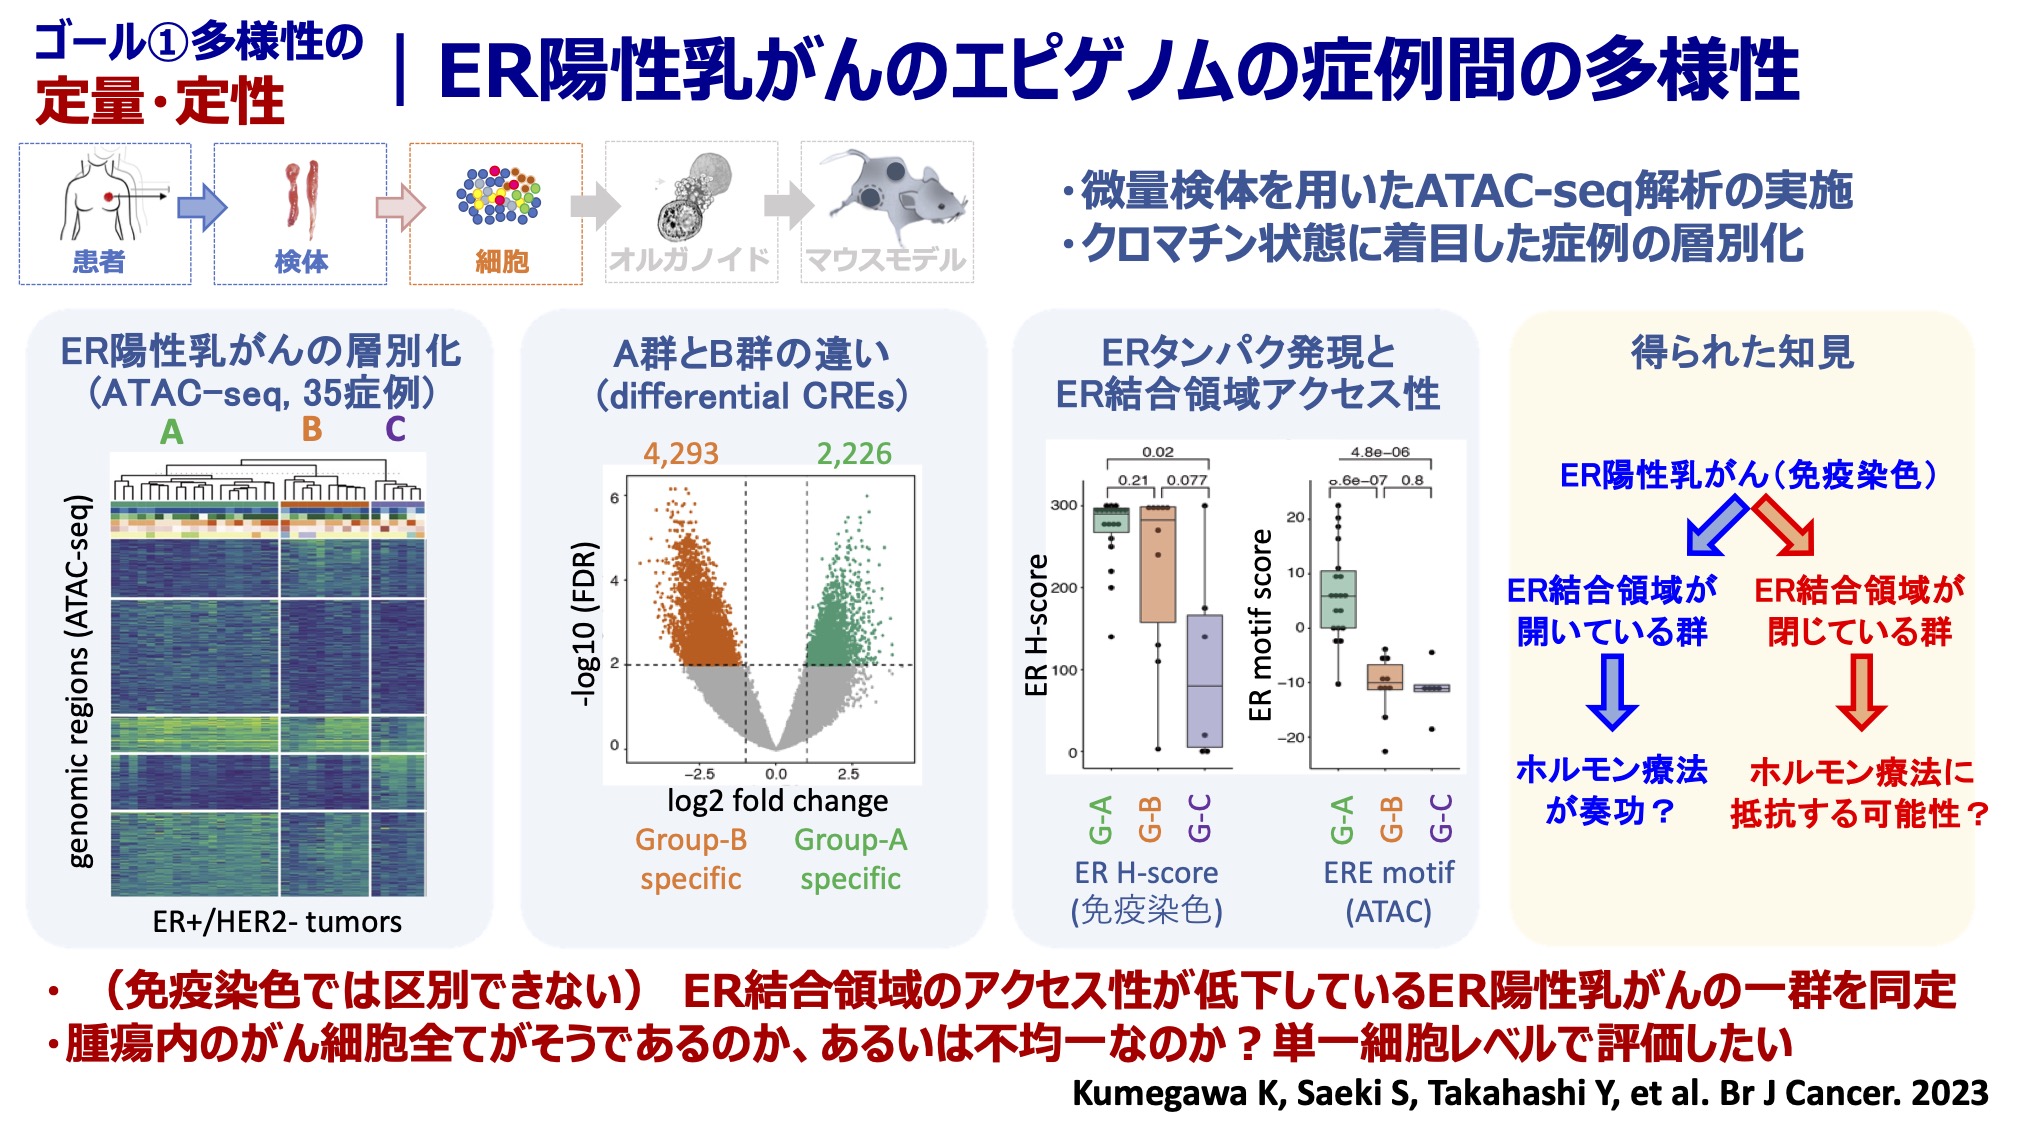 ゴール①多様性の
定量・定性
｜ER陽性乳がんのエピゲノムの症例間の多様性
患者
検体
細胞
オルガノイド
マウスモデル
・微量検体を用いたATAC-seq解析の実施
・クロマチン状態に着目した症例の層別化
ER陽性乳がんの層別化
（ATAC-seq, 35症例）
A
B
C
genomic regions (ATAC-seq)
ER+/HER2- tumors
A群とB群の違い
（differential CREs）
4,293
2,226
-log10 (FDR)
6
4
2
0
-2.5
0.0
2.5
log2 fold change
Group-B
specific
Group-A
specific
ERタンパク発現と
ER結合領域アクセス性
ER H-score
0.02
0.21
0.077
300
200
100
0
G-A
G-B
G-C
ER H-score
(免疫染色)
ER motif score
4.8e-06
5.6e-07
0.8
20
10
0
-10
-20
G-A
G-B
G-C
ERE motif
(ATAC)
得られた知見
ER陽性乳がん（免疫染色）
ER結合領域が
開いている群
ER結合領域が
閉じている群
ホルモン療法
が奏功？
ホルモン療法に
抵抗する可能性？
・（免疫染色では区別できない） ER結合領域のアクセス性が低下しているER陽性乳がんの一群を同定
・腫瘍内のがん細胞全てがそうであるのか、あるいは不均一なのか？単一細胞レベルで評価したい
Kumegawa K, Saeki S, Takahashi Y, et al. Br J Cancer. 2023